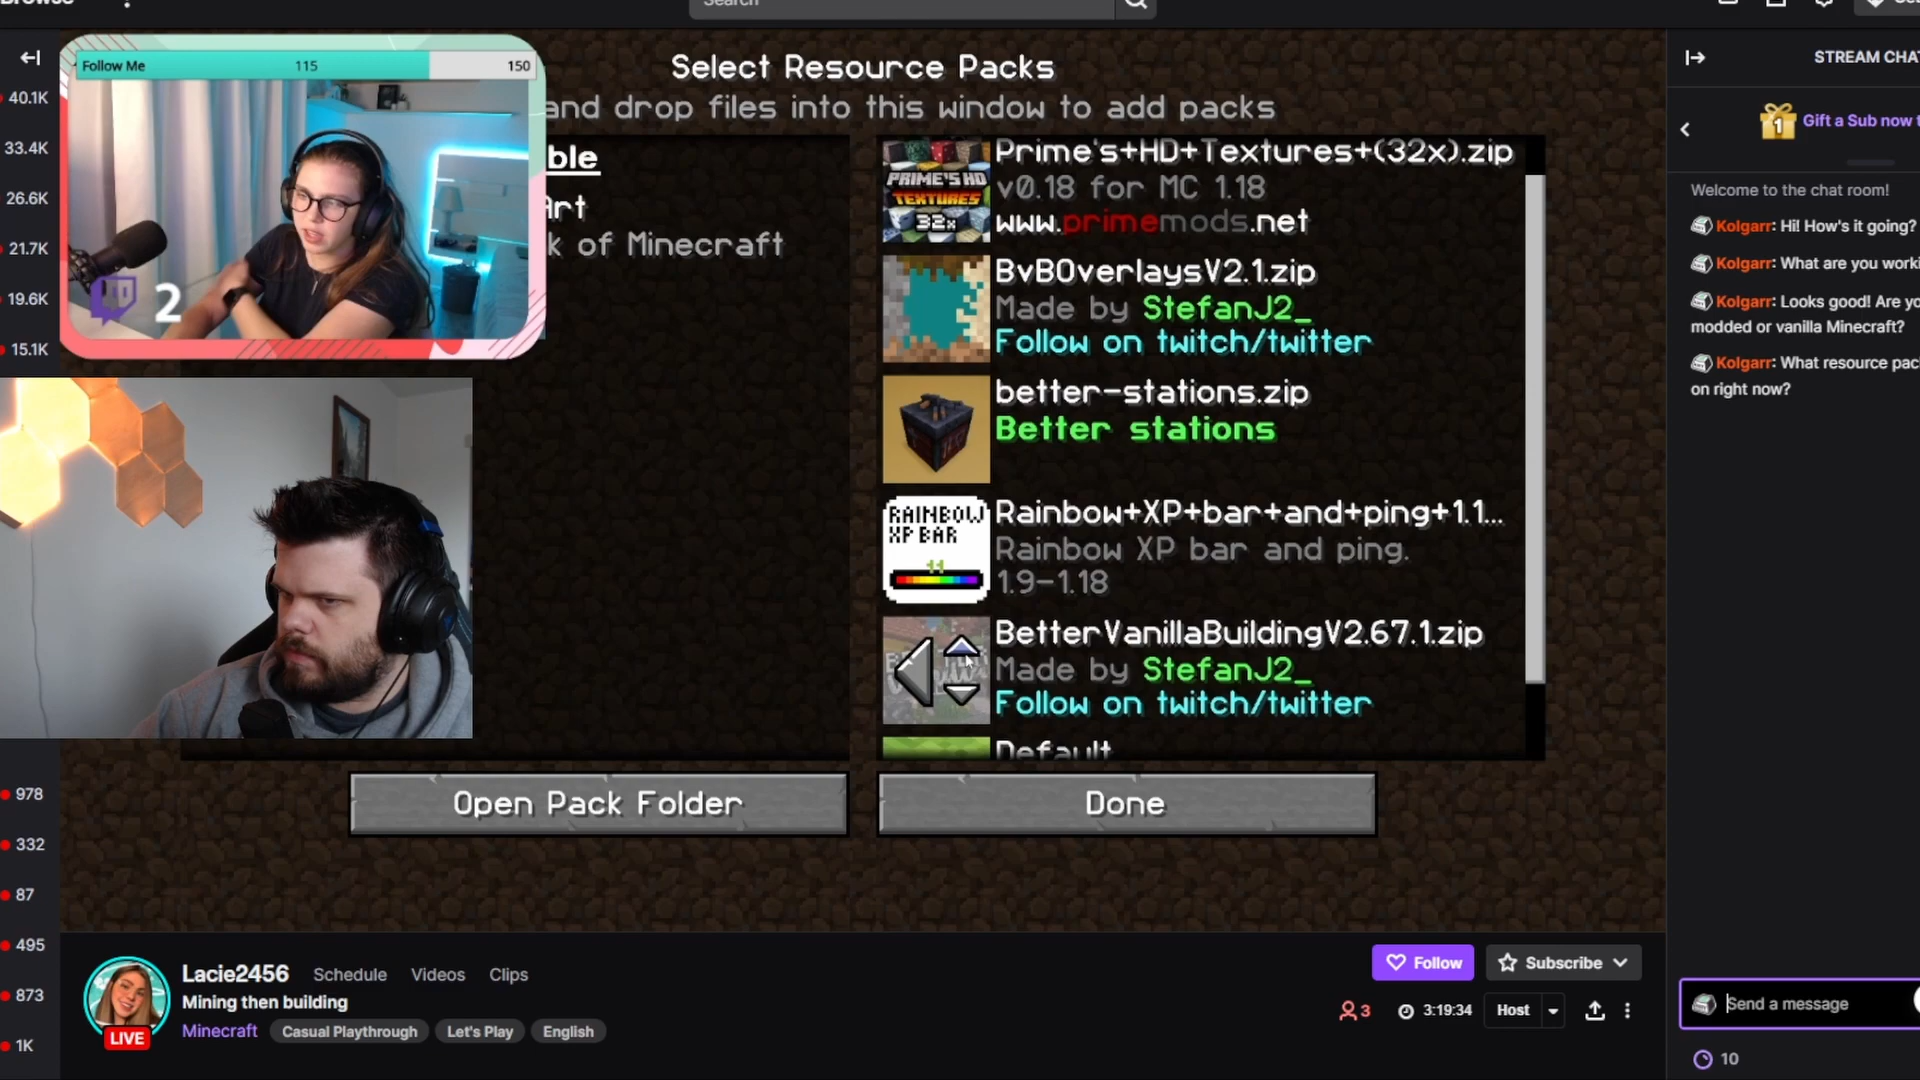 Search
STREAM CHAT
Follow Me 115 150
Select Resource Packs
and drop files into this window to add packs
40.1K
33.4K
26.6K
21.7K
19.6K
15.1K
2
ble
Art
k of Minecraft
Prime's+HD+Textures+(32x).zip
v0.18 for MC 1.18
www.primemods.net
PRIME'S HD
TEXTURES
32x
BvBOverlaysV2.1.zip
Made by StefanJ2_
Follow on twitch/twitter
better-stations.zip
Better stations
RAINBOW
XP BAR
11
Rainbow+XP+bar+and+ping+1.1...
Rainbow XP bar and ping.
1.9-1.18
BetterVanillaBuildingV2.67.1.zip
Made by StefanJ2_
Follow on twitch/twitter
Default
Open Pack Folder
Done
1
Gift a Sub now
Welcome to the chat room!
Kolgarr: Hi! How's it going?
Kolgarr: What are you
Kolgarr: Looks good! Are
modded or vanilla Minecraft?
Kolgarr: What resource
on right now?
978
332
87
495
873
1K
LIVE
Lacie2456 Schedule Videos Clips
Mining then building
Minecraft Casual Playthrough Let's Play English
Follow
Subscribe
3
3:19:34
Host
Send a message
10